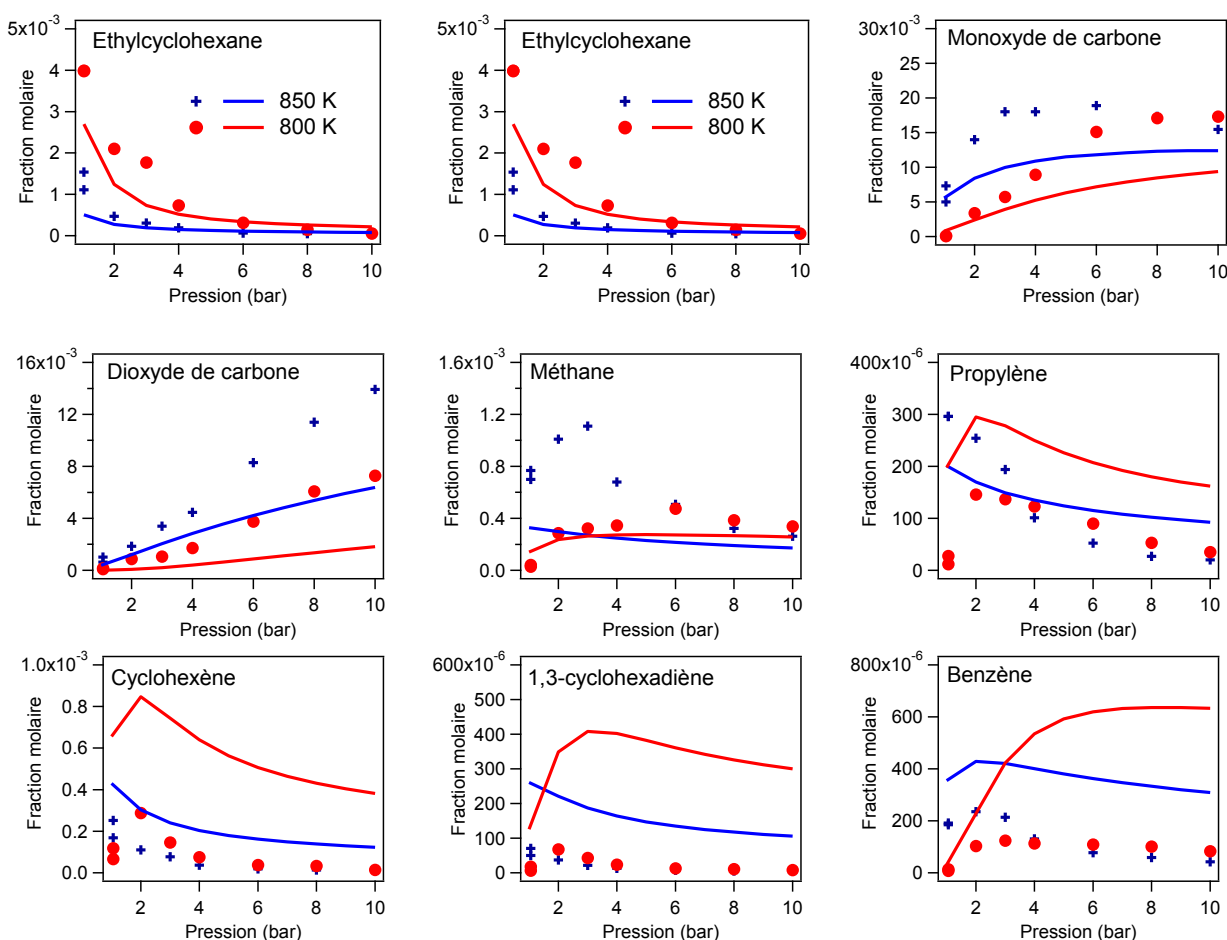 5x10-3
Ethylcyclohexane
4
3
2
1
0
850 K
800 K
Fraction molaire
2 4 6 8 10
Pression (bar)
5x10-3
Ethylcyclohexane
4
3
2
1
0
850 K
800 K
Fraction molaire
2 4 6 8 10
Pression (bar)
30x10-3
Monoxyde de carbone
25
20
15
10
5
0
Fraction molaire
2 4 6 8 10
Pression (bar)
16x10-3
Dioxyde de carbone
12
8
4
0
Fraction molaire
2 4 6 8 10
Pression (bar)
1.6x10-3
Méthane
1.2
0.8
0.4
0.0
Fraction molaire
2 4 6 8 10
Pression (bar)
400x10-6
Propylène
300
200
100
0
Fraction molaire
2 4 6 8 10
Pression (bar)
1.0x10-3
Cyclohexène
0.8
0.6
0.4
0.2
0.0
Fraction molaire
2 4 6 8 10
Pression (bar)
600x10-6
1,3-cyclohexadiène
500
400
300
200
100
0
Fraction molaire
2 4 6 8 10
Pression (bar)
800x10-6
Benzène
600
400
200
0
Fraction molaire
2 4 6 8 10
Pression (bar)